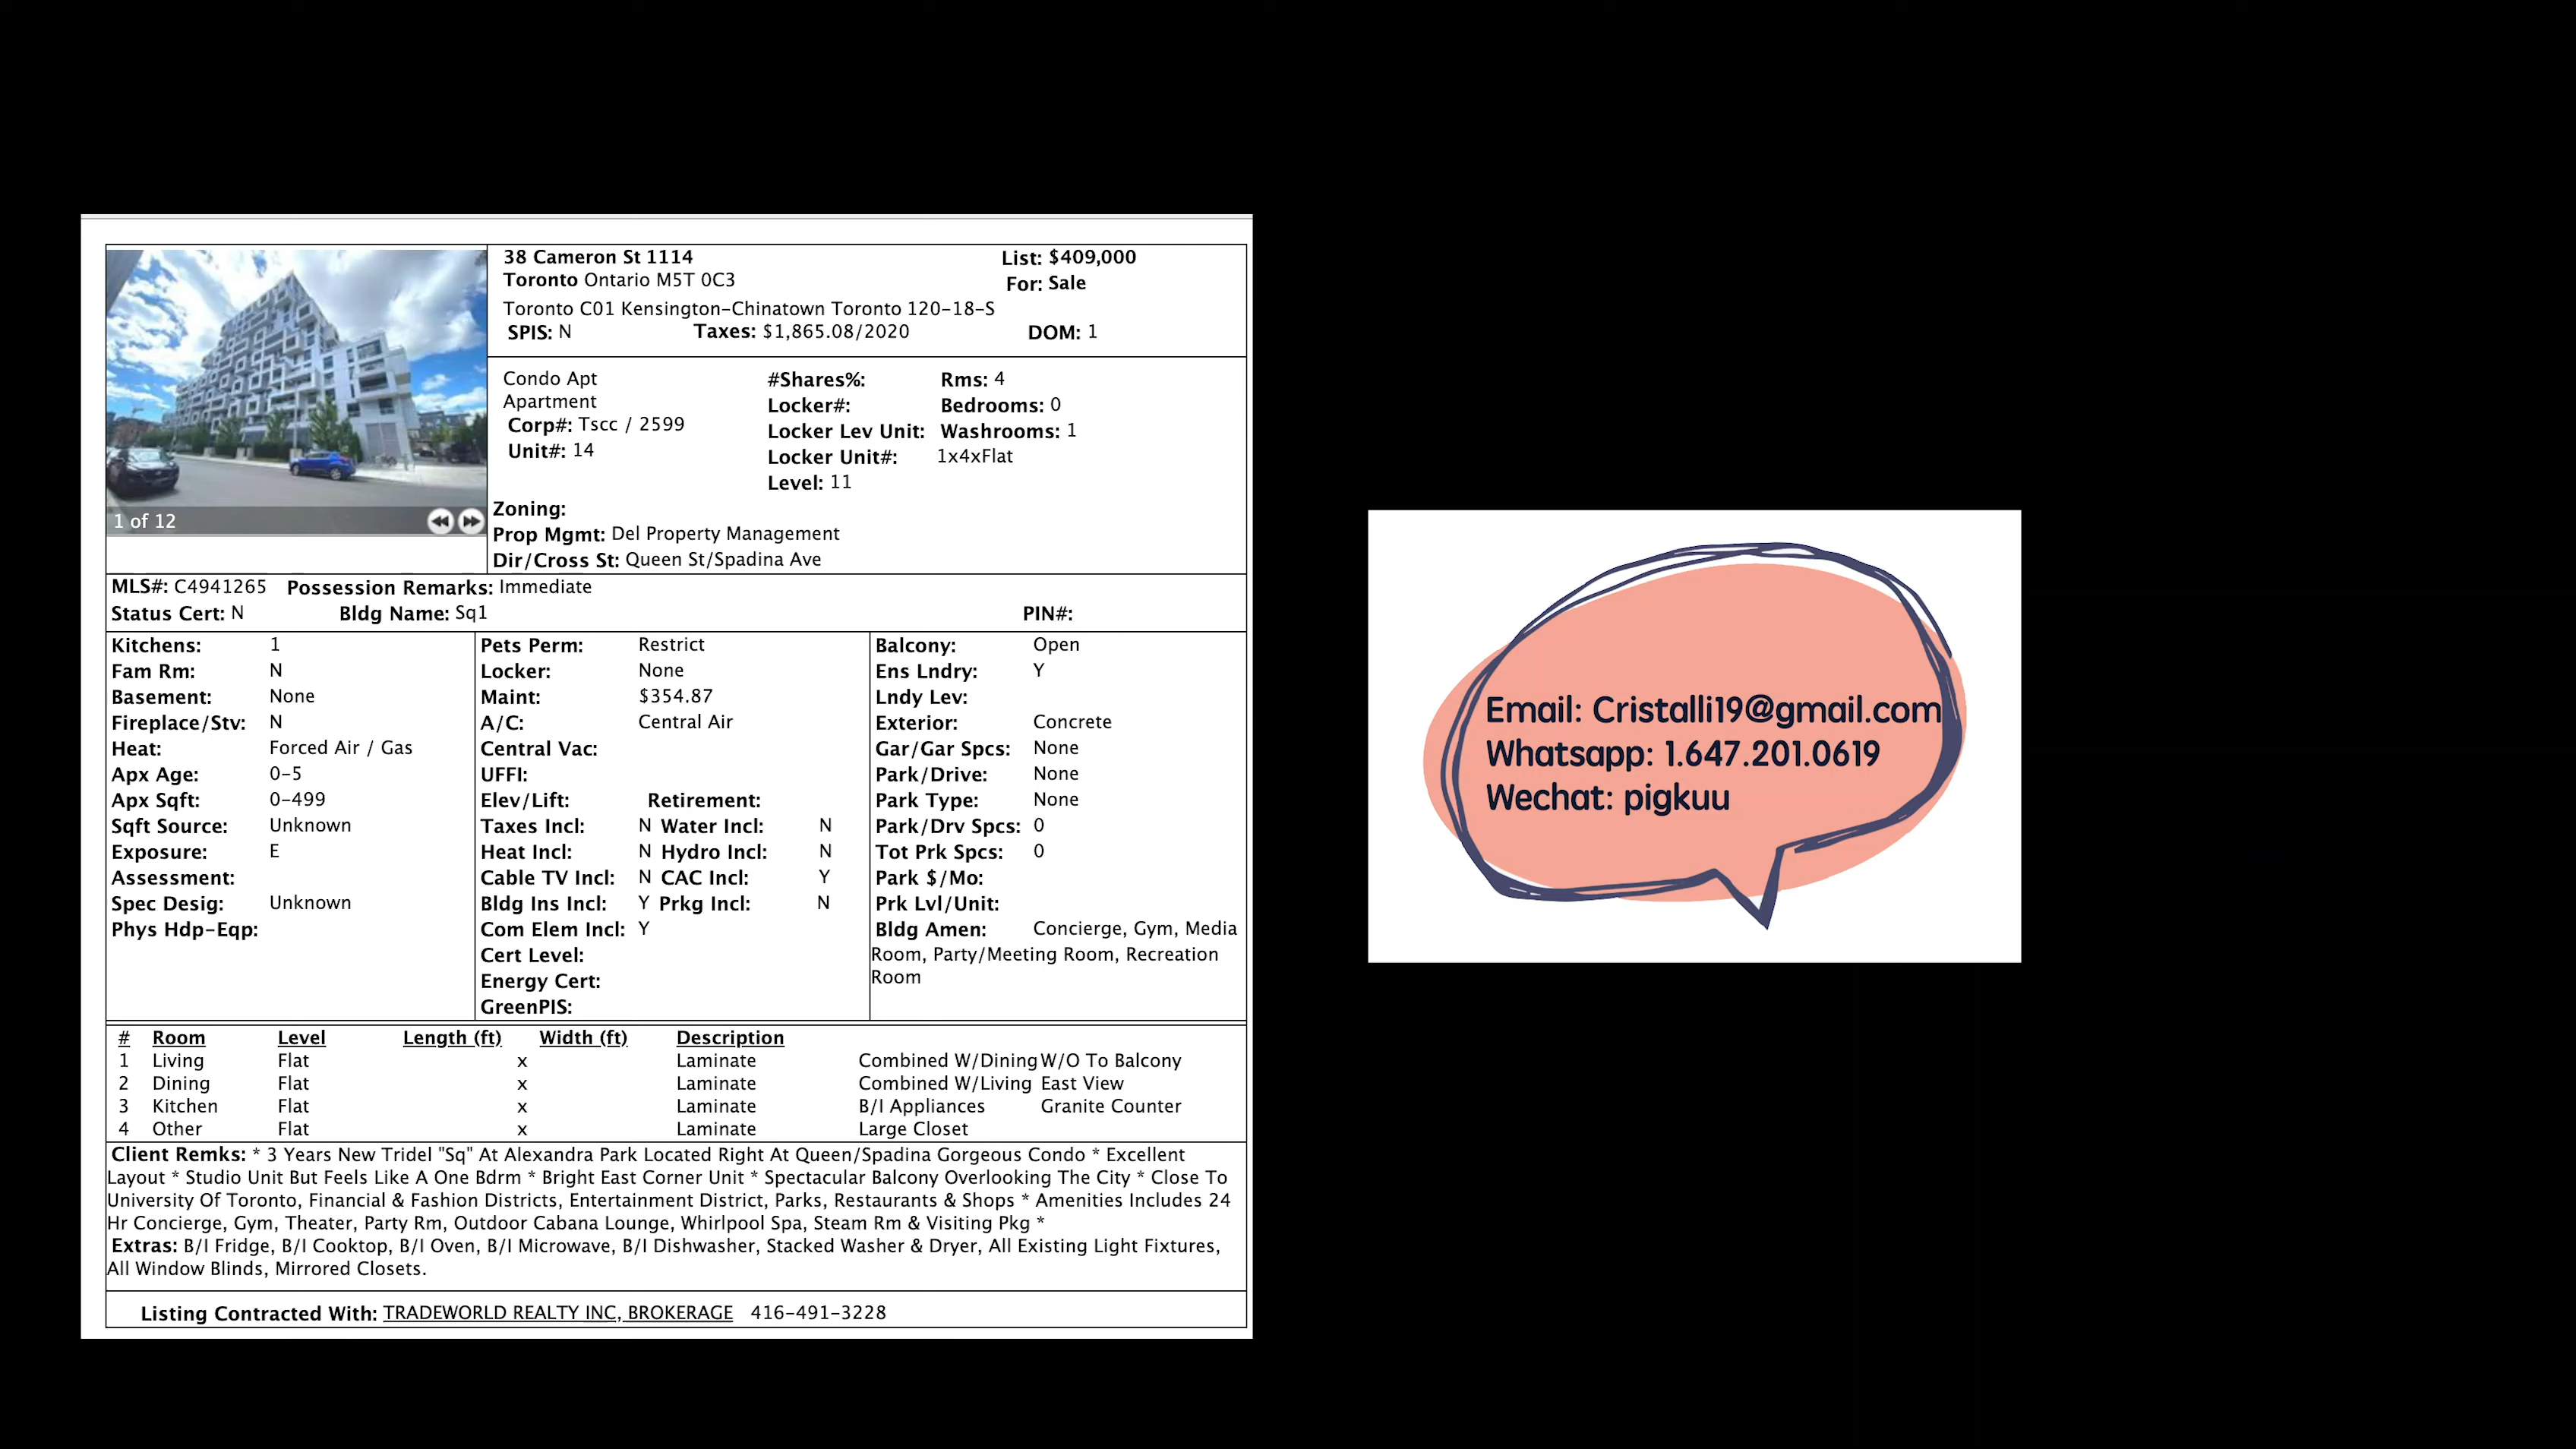 38 Cameron St 1114 List: $409,000
Toronto Ontario M5T 0C3 For: Sale
Toronto C01 Kensington-Chinatown Toronto 120-18-S
SPIS: N Taxes: $1,865.08/2020 DOM: 1
Condo Apt #Shares%: Rms: 4
Apartment Locker#: Bedrooms: 0
Corp#: Tscc / 2599 Locker Lev Unit: Washrooms: 1
Unit#: 14 Locker Unit#: 1x4xFlat
Level: 11
Zoning:
Prop Mgmt: Del Property Management
Dir/Cross St: Queen St/Spadina Ave
1 of 12
MLS#: C4941265 Possession Remarks: Immediate
Status Cert: N Bldg Name: Sq1 PIN#:
Kitchens: 1 Pets Perm: Restrict Balcony: Open
Fam Rm: N Locker: None Ens Lndry: Y
Basement: None Maint: $354.87 Lndy Lev:
Fireplace/Stv: N A/C: Central Air Exterior: Concrete
Heat: Forced Air / Gas Central Vac: Gar/Gar Spcs: None
Apx Age: 0-5 UFFI: Park/Drive: None
Apx Sqft: 0-499 Elev/Lift: Retirement: Park Type: None
Sqft Source: Unknown Taxes Incl: N Water Incl: N Park/Drv Spcs: 0
Exposure: E Heat Incl: N Hydro Incl: N Tot Prk Spcs: 0
Assessment: Cable TV Incl: N CAC Incl: Y Park $/Mo:
Spec Desig: Unknown Bldg Ins Incl: Y Prkg Incl: N Prk Lvl/Unit:
Phys Hdp-Eqp: Com Elem Incl: Y Bldg Amen: Concierge, Gym, Media
Cert Level: Room, Party/Meeting Room, Recreation
Energy Cert: Room
GreenPIS:
# Room Level Length (ft) Width (ft) Description
1 Living Flat x Laminate Combined W/Dining W/O To Balcony
2 Dining Flat x Laminate Combined W/Living East View
3 Kitchen Flat x Laminate B/I Appliances Granite Counter
4 Other Flat x Laminate Large Closet
Client Remks: * 3 Years New Tridel "Sq" At Alexandra Park Located Right At Queen/Spadina Gorgeous Condo * Excellent
Layout * Studio Unit But Feels Like A One Bdrm * Bright East Corner Unit * Spectacular Balcony Overlooking The City * Close To
University Of Toronto, Financial & Fashion Districts, Entertainment District, Parks, Restaurants & Shops * Amenities Includes 24
Hr Concierge, Gym, Theater, Party Rm, Outdoor Cabana Lounge, Whirlpool Spa, Steam Rm & Visiting Pkg *
Extras: B/I Fridge, B/I Cooktop, B/I Oven, B/I Microwave, B/I Dishwasher, Stacked Washer & Dryer, All Existing Light Fixtures,
All Window Blinds, Mirrored Closets.
Listing Contracted With: TRADEWORLD REALTY INC, BROKERAGE 416-491-3228
Email: Cristalli19@gmail.com
Whatsapp: 1.647.201.0619
Wechat: pigkuu